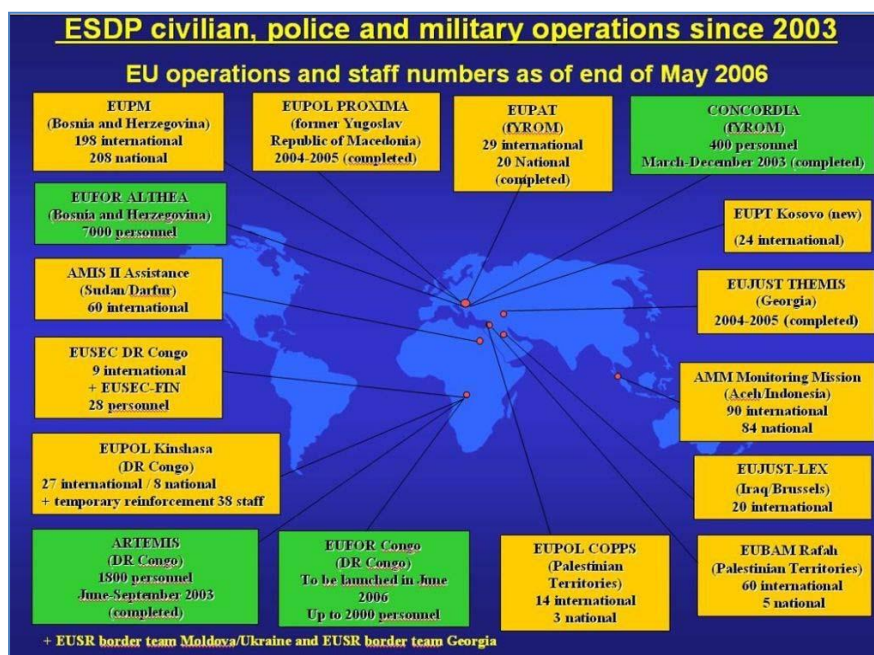 ESDP civilian, police and military operations since 2003
EU operations and staff numbers as of end of May 2006
EUPM
(Bosnia and Herzegovina)
198 international
208 national
EUPOL PROXIMA
(former Yugoslav
Republic of Macedonia)
2004-2005 (completed)
EUPAT
(fYROM)
29 international
20 National
(completed)
CONCORDIA
(fYROM)
400 personnel
March-December 2003 (completed)
EUFOR ALTHEA
(Bosnia and Herzegovina)
7000 personnel
EUPT Kosovo (new)
(24 international)
AMIS II Assistance
(Sudan/Darfur)
60 international
EUJUST THEMIS
(Georgia)
2004-2005 (completed)
EUSEC DR Congo
9 international
+ EUSEC-FIN
28 personnel
AMM Monitoring Mission
(Aceh/Indonesia)
90 international
84 national
EUPOL Kinshasa
(DR Congo)
27 international / 8 national
+ temporary reinforcement 38 staff
EUJUST-LEX
(Iraq/Brussels)
20 international
ARTEMIS
(DR Congo)
1800 personnel
June-September 2003
(completed)
EUFOR Congo
(DR Congo)
To be launched in June
2006
Up to 2000 personnel
EUPOL COPPS
(Palestinian
Territories)
14 international
3 national
EUBAM Rafah
(Palestinian Territories)
60 international
5 national
+ EUSR border team Moldova/Ukraine and EUSR border team Georgia